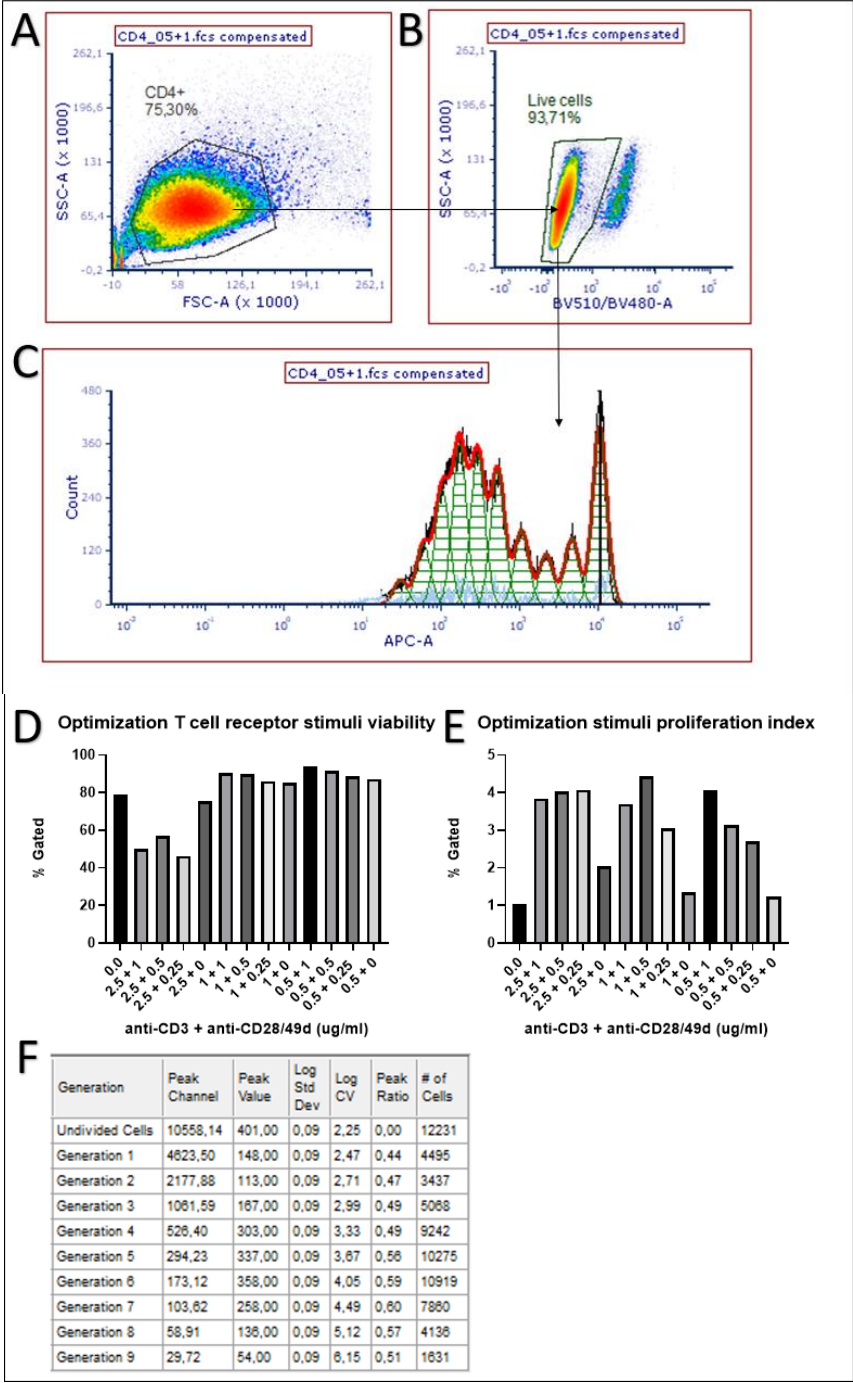 A
CD4_05+1.fcs compensated
262,1
196,6
131
65,4
-0,2
SSC-A (x 1000)
CD4+
75,30%
-10 58 126,1 194,1 262,1
FSC-A (x 1000)
B
CD4_05+1.fcs compensated
262,1
196,6
131
65,4
-0,2
SSC-A (x 1000)
Live cells
93,71%
-10³ -10¹ 10³ 10⁴ 10⁵
BV510/BV480-A
C
CD4_05+1.fcs compensated
480
360
240
120
0
Count
10⁻² 10⁻¹ 10⁰ 10¹ 10² 10³ 10⁴ 10⁵
APC-A
D
Optimization T cell receptor stimuli viability
100
80
60
40
20
0
% Gated
0.0
2.5 + 1
2.5 + 0.5
2.5 + 0.25
2.5 + 0
1 + 1
1 + 0.5
1 + 0.25
1 + 0
0.5 + 1
0.5 + 0.5
0.5 + 0.25
0.5 + 0
anti-CD3 + anti-CD28/49d (ug/ml)
E
Optimization stimuli proliferation index
5
4
3
2
1
0
% Gated
0.0
2.5 + 1
2.5 + 0.5
2.5 + 0.25
2.5 + 0
1 + 1
1 + 0.5
1 + 0.25
1 + 0
0.5 + 1
0.5 + 0.5
0.5 + 0.25
0.5 + 0
anti-CD3 + anti-CD28/49d (ug/ml)
F
Generation Peak Channel Peak Value Log Std Dev Log CV Peak Ratio # of Cells
Undivided Cells 10558,14 401,00 0,09 2,25 0,00 12231
Generation 1 4623,50 148,00 0,09 2,47 0,44 4495
Generation 2 2177,88 113,00 0,09 2,71 0,47 3437
Generation 3 1061,59 167,00 0,09 2,99 0,49 5068
Generation 4 526,40 303,00 0,09 3,33 0,49 9242
Generation 5 294,23 337,00 0,09 3,67 0,56 10275
Generation 6 173,12 358,00 0,09 4,05 0,59 10919
Generation 7 103,62 258,00 0,09 4,49 0,60 7860
Generation 8 58,91 136,00 0,09 5,12 0,57 4136
Generation 9 29,72 54,00 0,09 6,15 0,51 1631